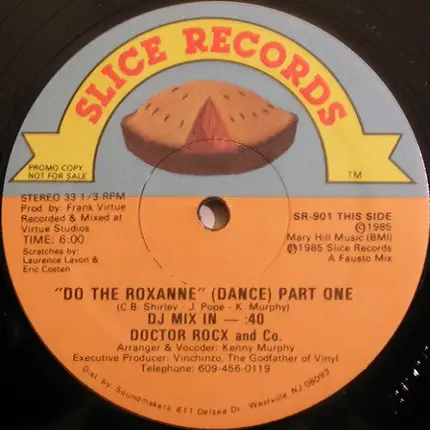 SLICE RECORDS
PROMO COPY
NOT FOR SALE
TM
STEREO 33 1/3 RPM
Prod. by: Frank Virtue
Recorded & Mixed at
Virtue Studios
TIME: 6:00
Scratches by:
Laurence Lavon &
Eric Costen
SR-901 THIS SIDE
Ⓟ1985
Mary Hill Music (BMI)
©1985 Slice Records
A Fausto Mix
"DO THE ROXANNE" (DANCE) PART ONE
(C.B. Shirley - J. Pope - K. Murphy)
DJ MIX IN — :40
DOCTOR ROCX and Co.
Arranger & Vocoder: Kenny Murphy
Executive Producer: Vinchinzo, The Godfather of Vinyl
Telephone: 609-456-0119
Dist. by: Soundmakers, 611 Delsea Dr. Westville, NJ 08093